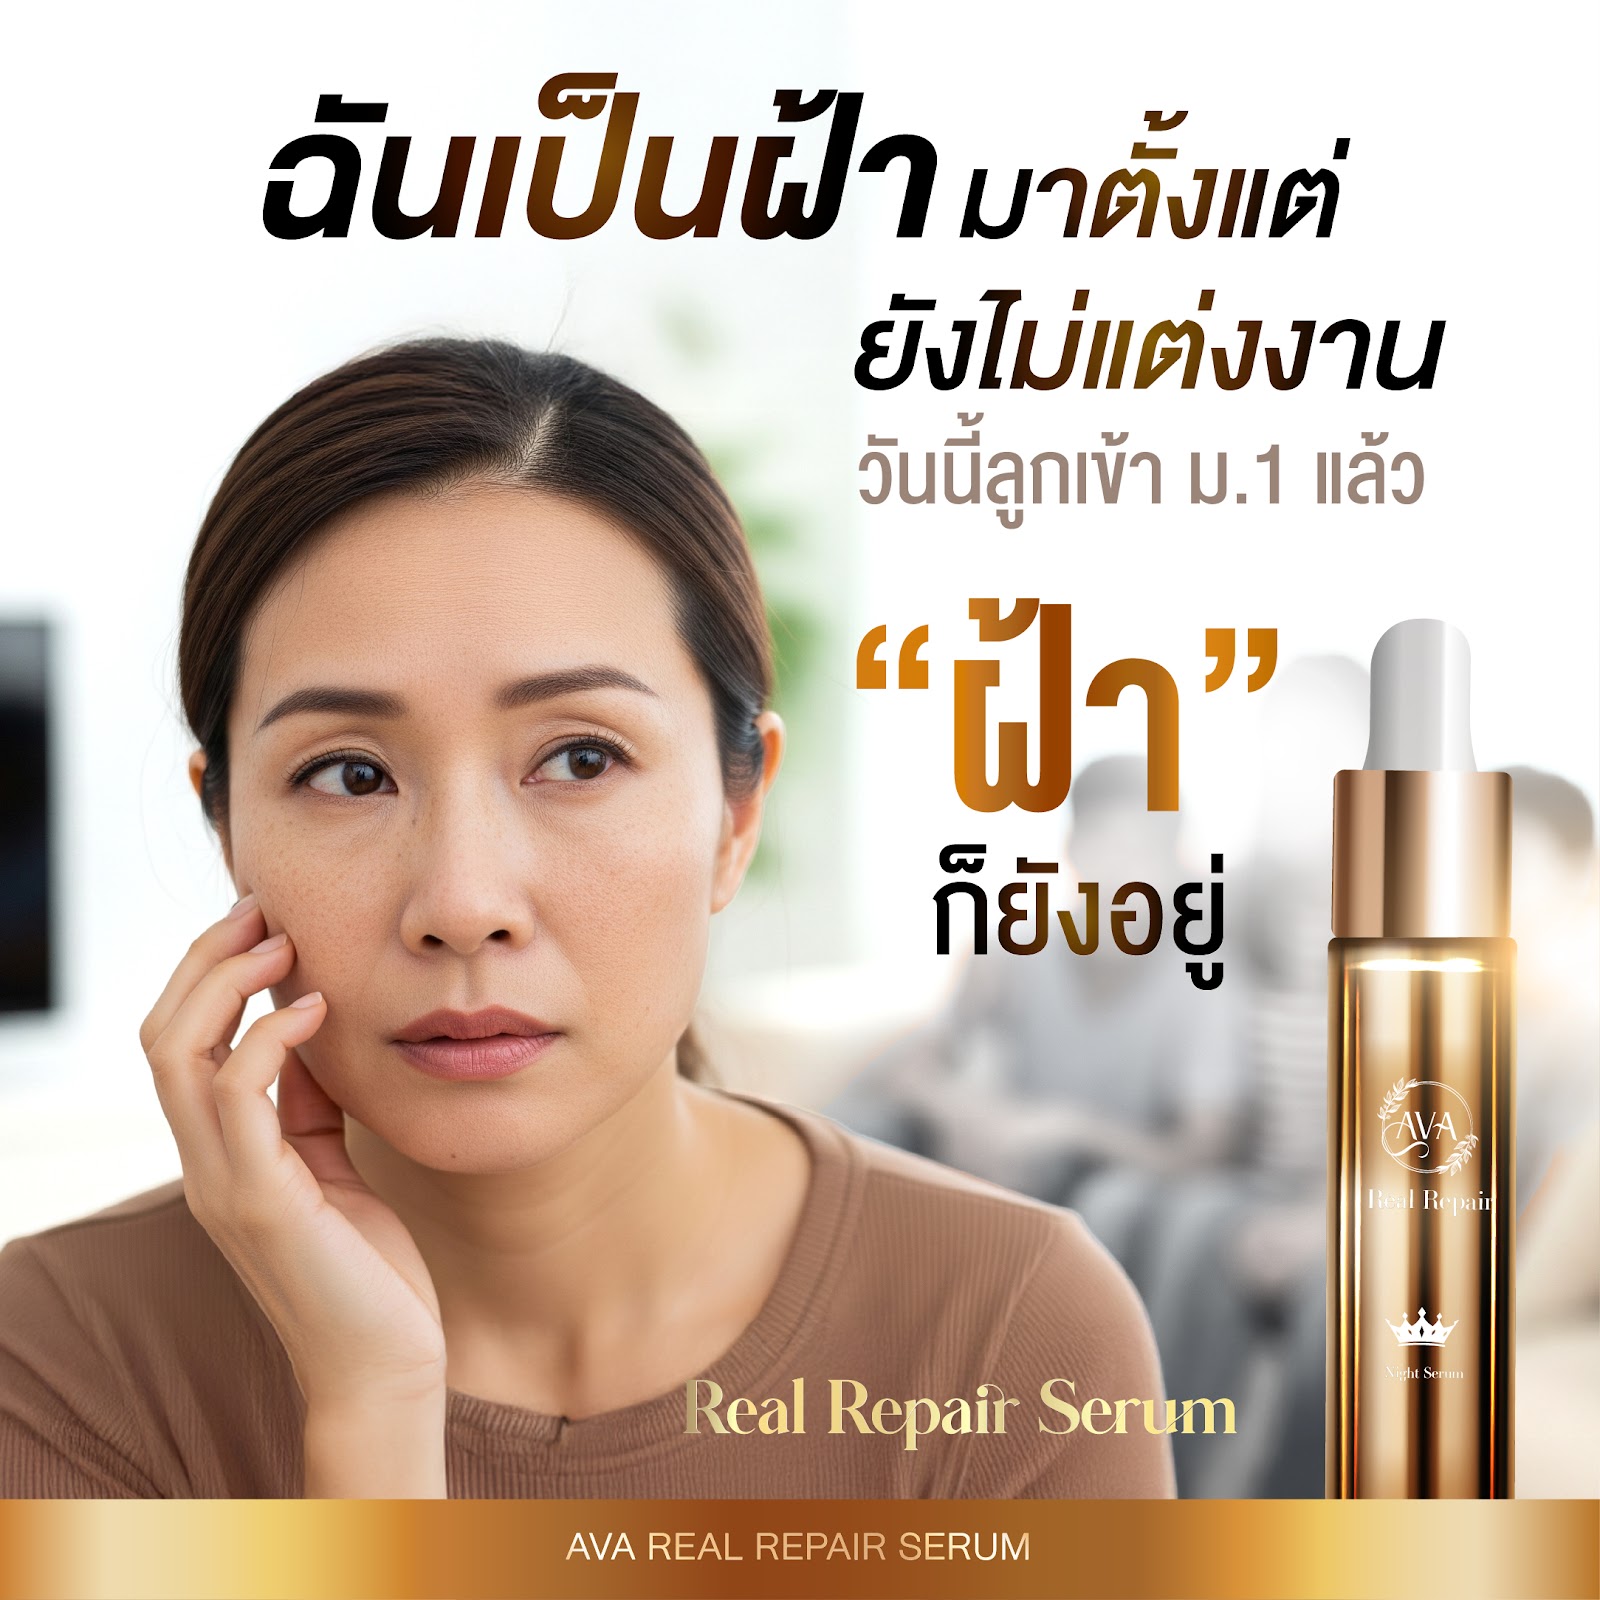 ฉันเป็นฝ้า มาตั้งแต่
ยังไม่แต่งงาน
วันนี้ลูกเข้า ม.1 แล้ว
“ฝ้า”
ก็ยังอยู่
AVA
Real Repair
Night Serum
Real Repair Serum
AVA REAL REPAIR SERUM